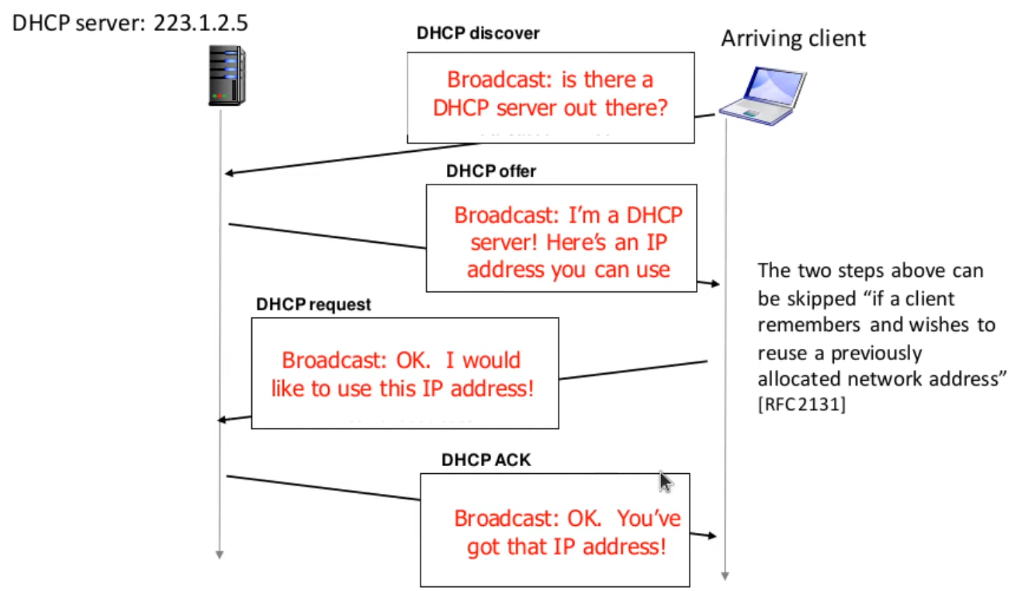 DHCP server: 223.1.2.5
Arriving client
DHCP discover
Broadcast: is there a
DHCP server out there?
DHCP offer
Broadcast: I'm a DHCP
server! Here's an IP
address you can use
The two steps above can
be skipped “if a client
remembers and wishes to
reuse a previously
allocated network address”
[RFC2131]
DHCP request
Broadcast: OK. I would
like to use this IP address!
DHCP ACK
Broadcast: OK. You've
got that IP address!